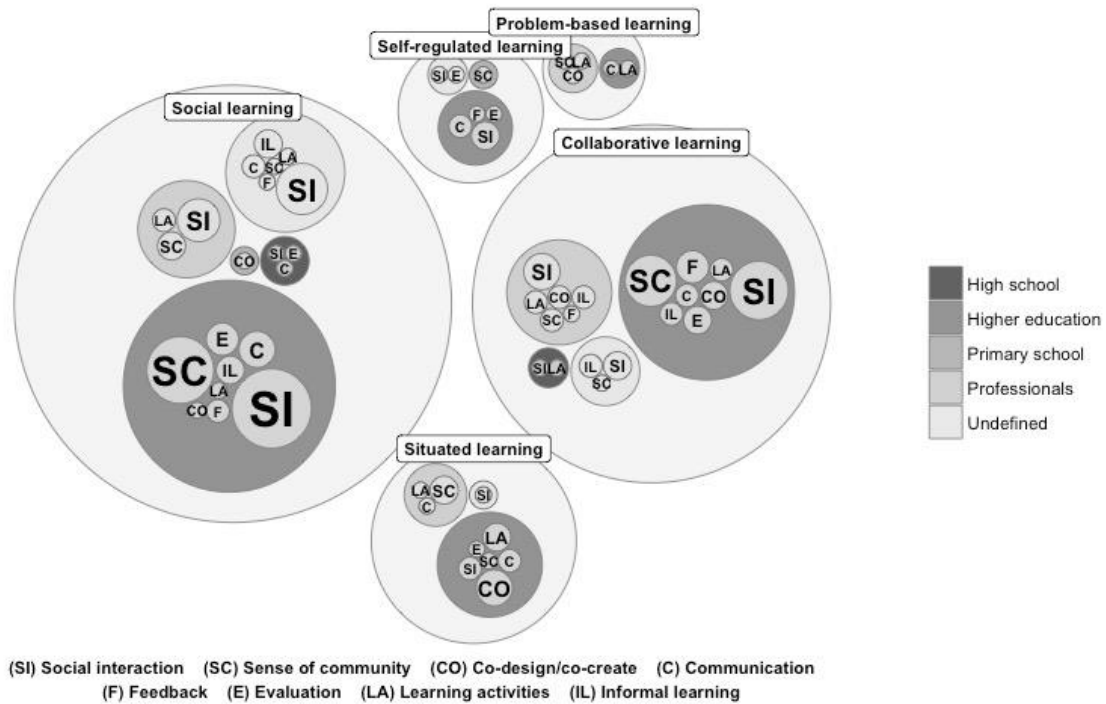 Problem-based learning
Self-regulated learning
SC LA
CO
C LA
SI E
SC
F E
C
SI
Social learning
IL
LA
C SC
F
SI
LA SI
SC
CO
SI E
C
E
C
SC
IL
LA
CO F
SI
Collaborative learning
SI
CO IL
LA
F
SC
F
LA
SC
C CO
SI
IL
E
SI LA
IL SI
SC
Situated learning
LA SC
C
SI
LA
E
SC C
SI
CO
High school
Higher education
Primary school
Professionals
Undefined
(SI) Social interaction (SC) Sense of community (CO) Co-design/co-create (C) Communication
(F) Feedback (E) Evaluation (LA) Learning activities (IL) Informal learning